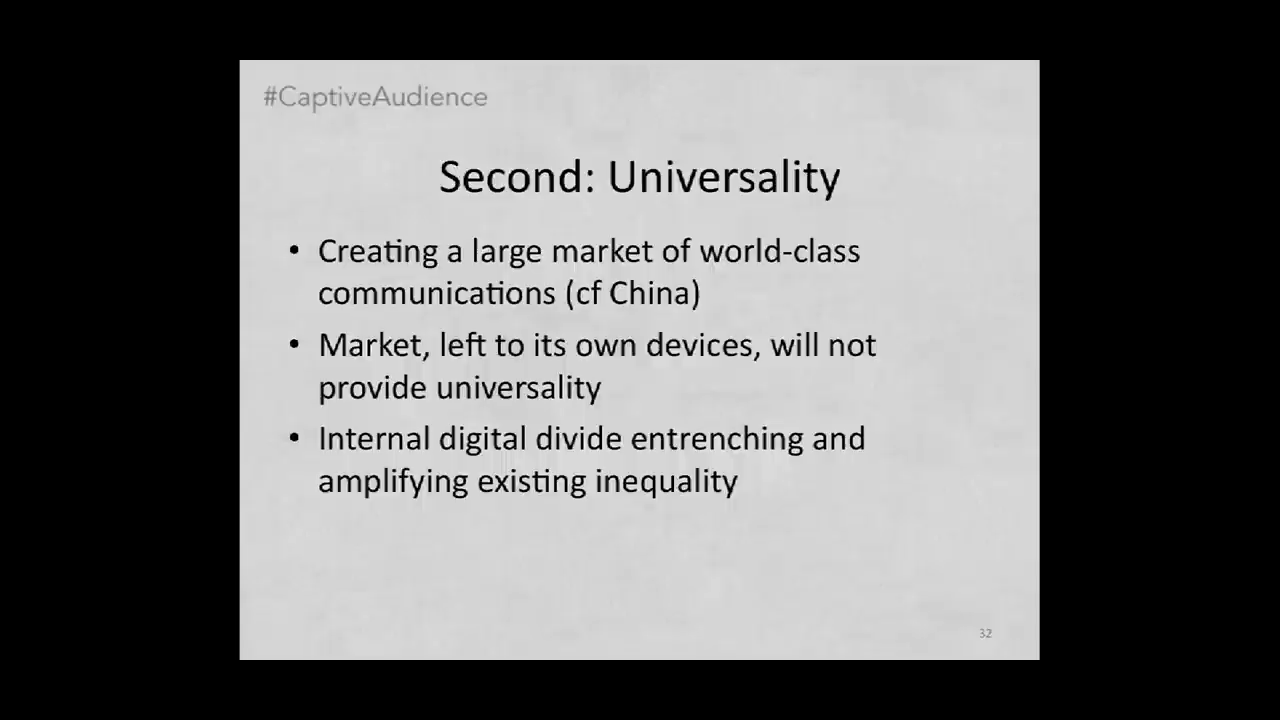 #CaptiveAudience
Second: Universality
• Creating a large market of world-class
communications (cf China)
• Market, left to its own devices, will not
provide universality
• Internal digital divide entrenching and
amplifying existing inequality
32